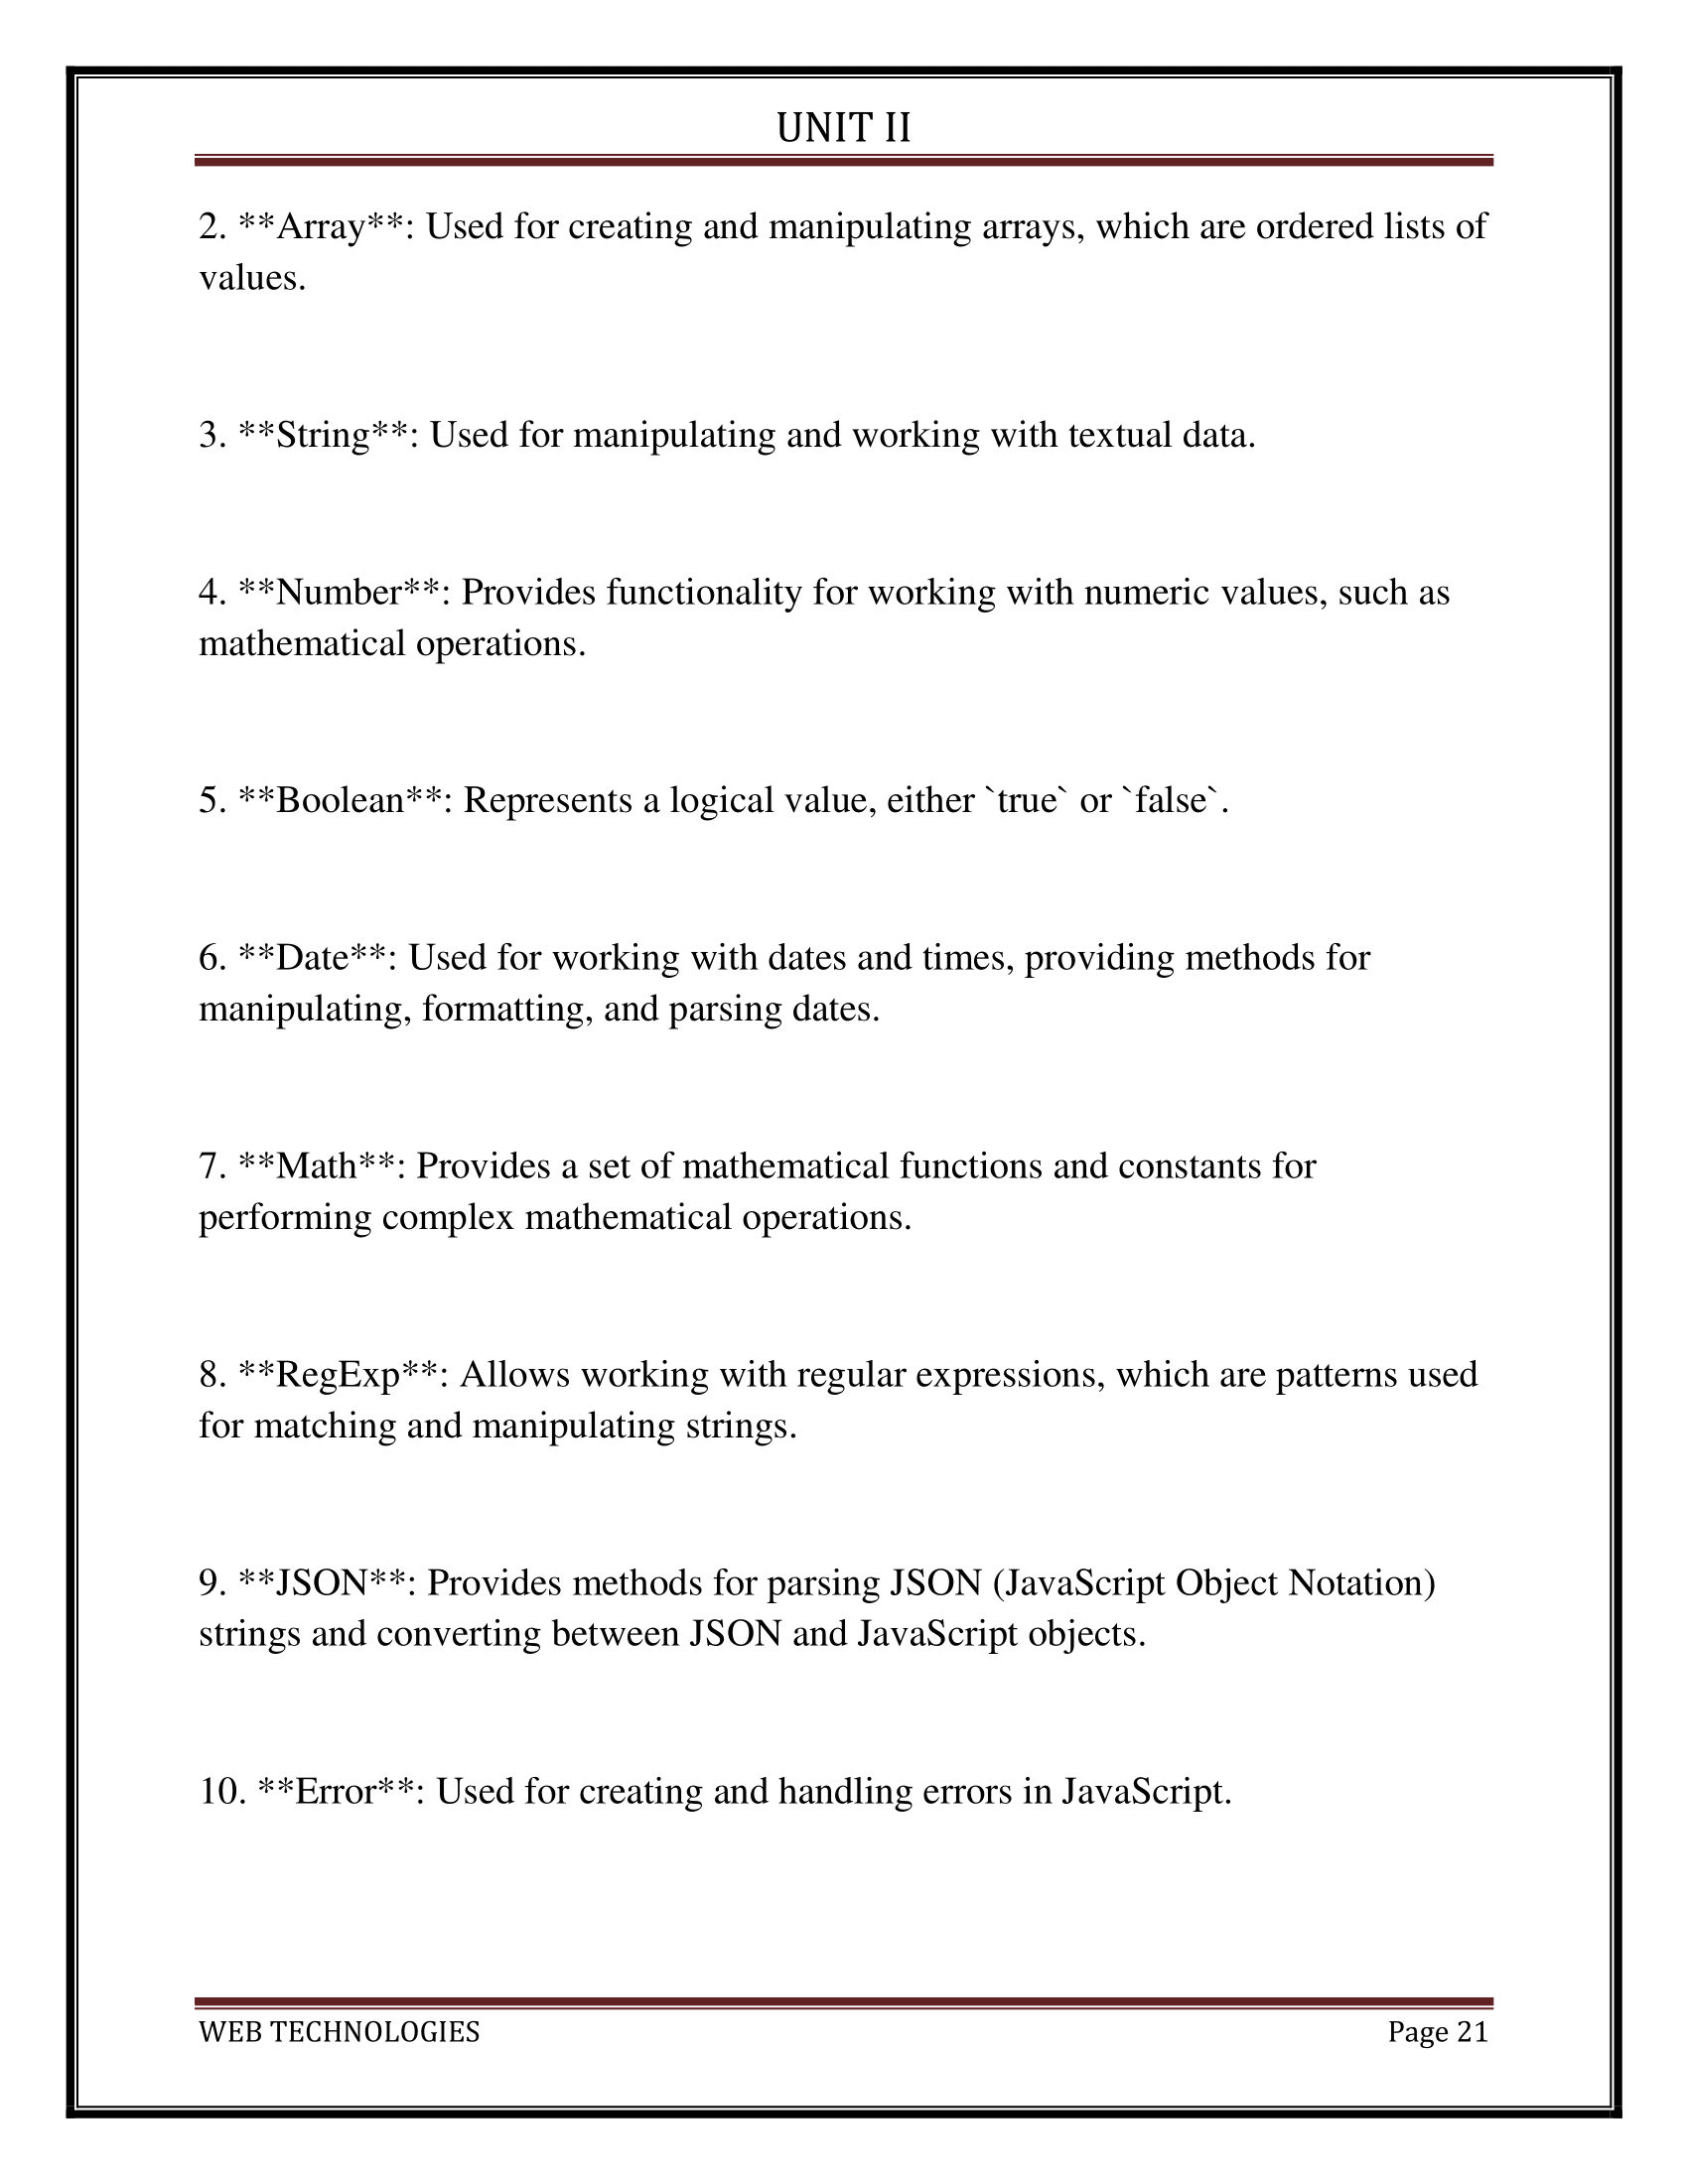 UNIT II
2. **Array**: Used for creating and manipulating arrays, which are ordered lists of
values.
3. **String**: Used for manipulating and working with textual data.
4. **Number**: Provides functionality for working with numeric values, such as
mathematical operations.
5. **Boolean**: Represents a logical value, either `true` or `false`.
6. **Date**: Used for working with dates and times, providing methods for
manipulating, formatting, and parsing dates.
7. **Math**: Provides a set of mathematical functions and constants for
performing complex mathematical operations.
8. **RegExp**: Allows working with regular expressions, which are patterns used
for matching and manipulating strings.
9. **JSON**: Provides methods for parsing JSON (JavaScript Object Notation)
strings and converting between JSON and JavaScript objects.
10. **Error**: Used for creating and handling errors in JavaScript.
WEB TECHNOLOGIES Page 21